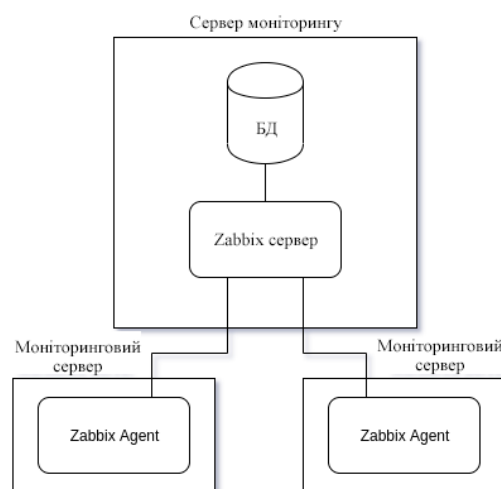 Сервер моніторингу
БД
Zabbix сервер
Моніторинговий
сервер
Моніторинговий
сервер
Zabbix Agent
Zabbix Agent